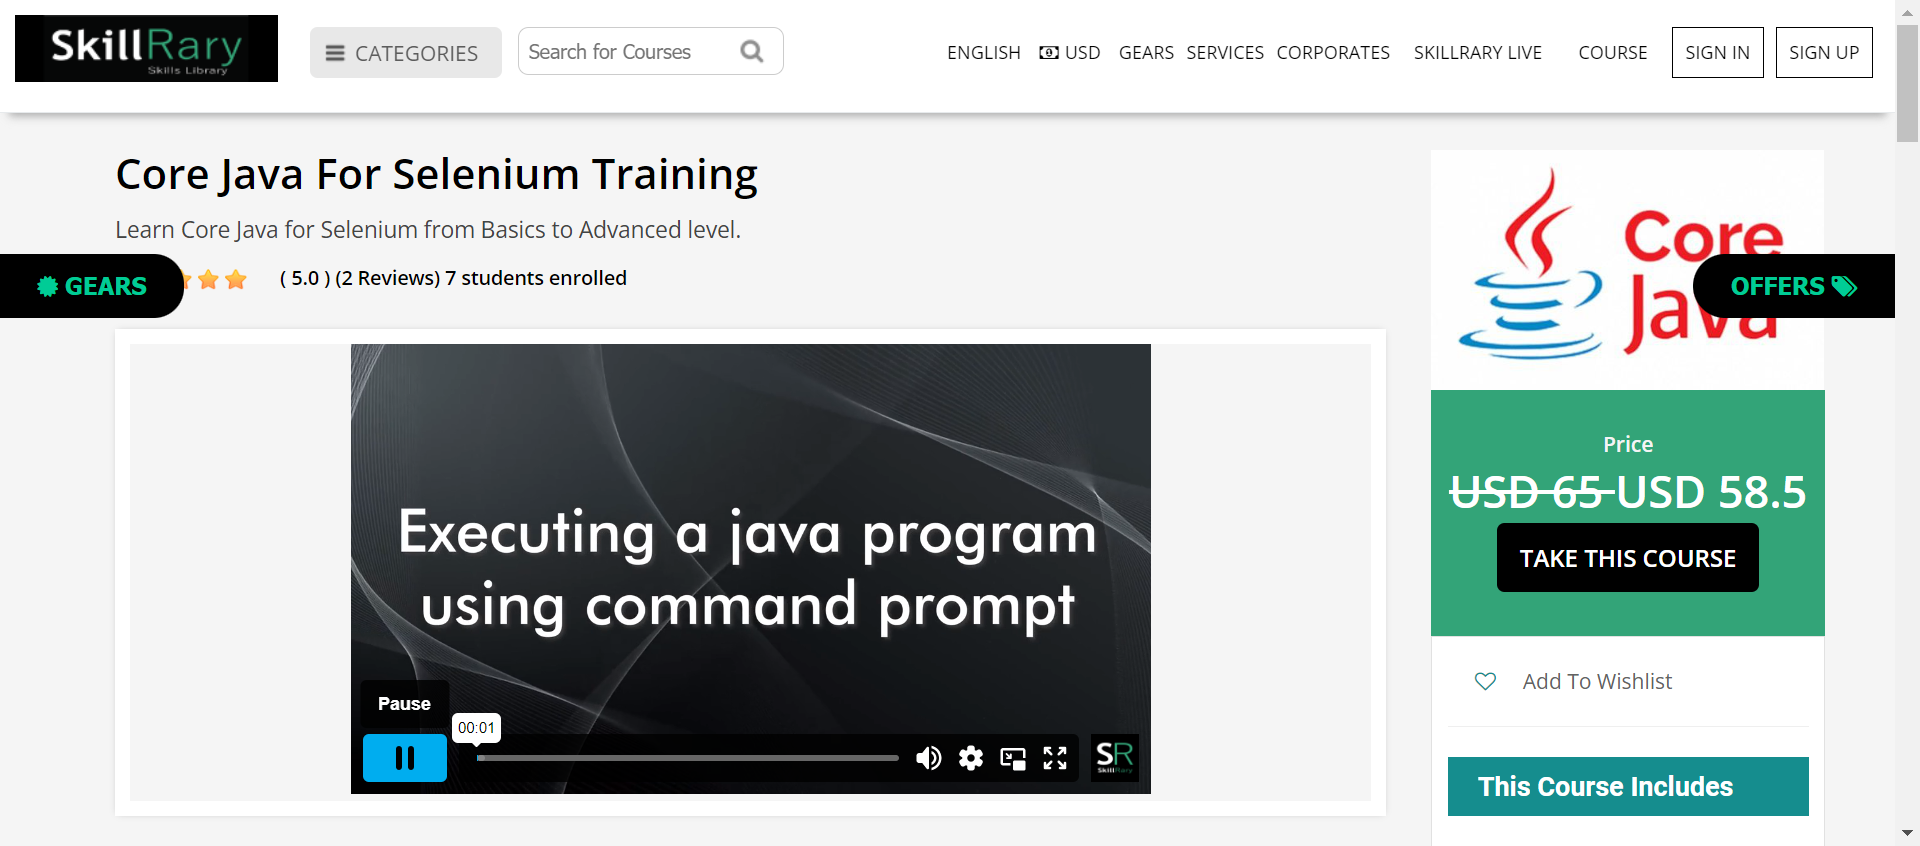 SkillRary
Skills Library
CATEGORIES
Search for Courses
ENGLISH
USD
GEARS
SERVICES
CORPORATES
SKILLRARY LIVE
COURSE
SIGN IN
SIGN UP
Core Java For Selenium Training
Learn Core Java for Selenium from Basics to Advanced level.
GEARS
( 5.0 ) (2 Reviews) 7 students enrolled
Executing a java program
using command prompt
Pause
00:01
SR
SkillRary
Core
Java
OFFERS
Price
USD 65 USD 58.5
TAKE THIS COURSE
Add To Wishlist
This Course Includes